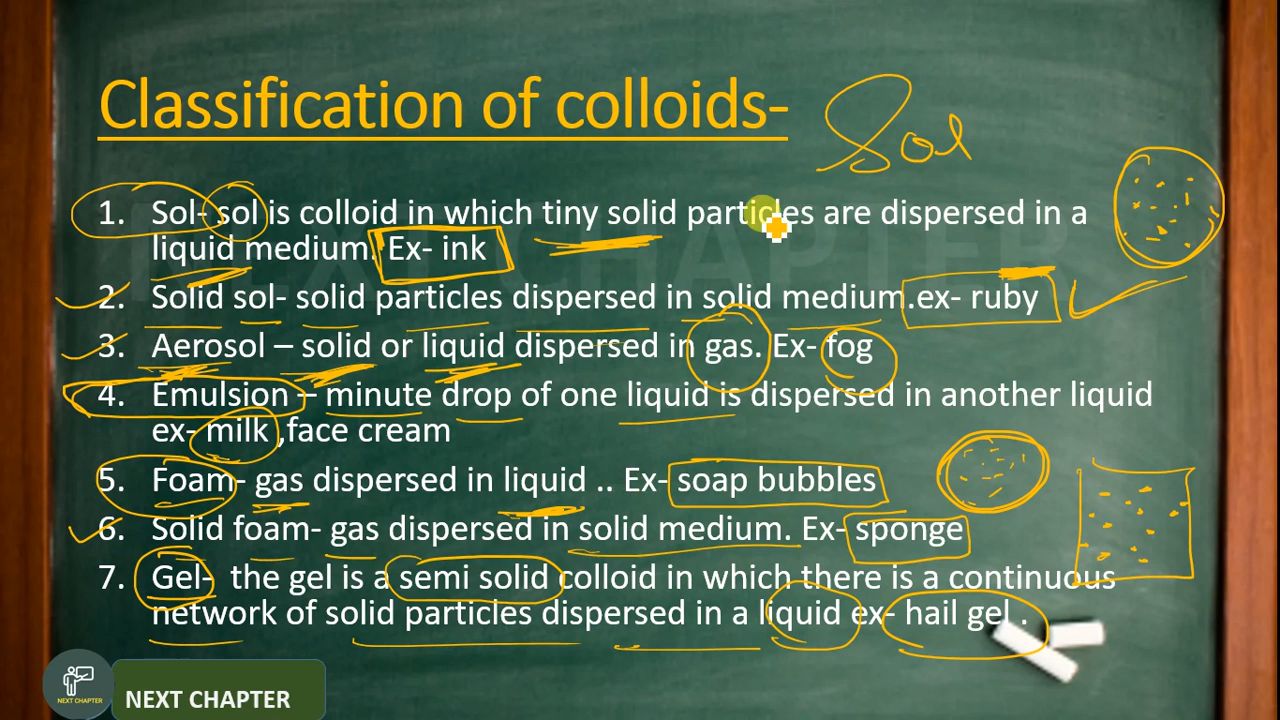 Classification of colloids-
Sol
1. Sol- sol is colloid in which tiny solid particles are dispersed in a
liquid medium. Ex- ink
2. Solid sol- solid particles dispersed in solid medium.ex- ruby
3. Aerosol – solid or liquid dispersed in gas. Ex- fog
4. Emulsion – minute drop of one liquid is dispersed in another liquid
ex- milk ,face cream
5. Foam- gas dispersed in liquid .. Ex- soap bubbles
6. Solid foam- gas dispersed in solid medium. Ex- sponge
7. Gel- the gel is a semi solid colloid in which there is a continuous
network of solid particles dispersed in a liquid ex- hail gel .
NEXT CHAPTER
NEXT CHAPTER
NEXT CHAPTER